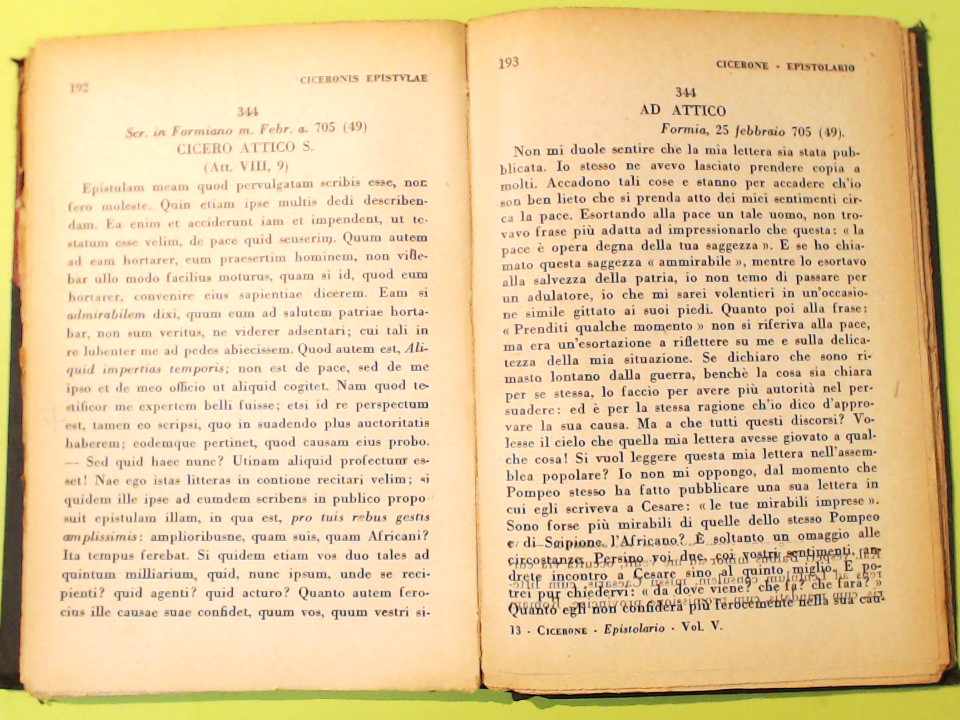 192
CICERONIS EPISTVLAE
344
Scr. in Formiano m. Febr. a. 705 (49)
CICERO ATTICO S.
(Att. VIII, 9)
Epistulam meam quod pervulgatam scribis esse, non
fero moleste. Quin etiam ipse multis dedi describen-
dam. Ea enim et acciderunt iam et impendent, ut te-
statum esse velim, de pace quid senserim. Quum autem
ad eam hortarer, eum praesertim hominem, non vide-
bar ullo modo facilius moturus, quam si id, quod eum
hortarer, convenire eius sapientiae dicerem. Eam si
admirabilem dixi, quum eum ad salutem patriae horta-
bar, non sum veritus, ne viderer adsentari; cui tali in
re lubenter me ad pedes abiecissem. Quod autem est, Ali-
quid impertias temporis; non est de pace, sed de me
ipso et de meo officio ut aliquid cogitet. Nam quod te-
stificor me expertem belli fuisse; etsi id re perspectum
est, tamen eo scripsi, quo in suadendo plus auctoritatis
haberem; eodemque pertinet, quod causam eius probo.
— Sed quid haec nunc? Utinam aliquid profectum es-
set! Nae ego istas litteras in contione recitari velim; si
quidem ille ipse ad eumdem scribens in publico propo
suit epistulam illam, in qua est, pro tuis rebus gestis
amplissimis: amplioribusne, quam suis, quam Africani?
Ita tempus ferebat. Si quidem etiam vos duo tales ad
quintum milliarium, quid, nunc ipsum, unde se reci-
pienti? quid agenti? quid acturo? Quanto autem fero-
cius ille causae suae confidet, quum vos, quum vestri si-
193
CICERONE - EPISTOLARIO
344
AD ATTICO
Formia, 25 febbraio 705 (49).
Non mi duole sentire che la mia lettera sia stata pub-
blicata. Io stesso ne avevo lasciato prendere copia a
molti. Accadono tali cose e stanno per accadere ch'io
son ben lieto che si prenda atto dei miei sentimenti cir-
ca la pace. Esortando alla pace un tale uomo, non tro-
vavo frase più adatta ad impressionarlo che questa: « la
pace è opera degna della tua saggezza ». E se ho chia-
mato questa saggezza « ammirabile », mentre lo esortavo
alla salvezza della patria, io non temo di passare per
un adulatore, io che mi sarei volentieri in un'occasio-
ne simile gittato ai suoi piedi. Quanto poi alla frase:
« Prenditi qualche momento » non si riferiva alla pace,
ma era un'esortazione a riflettere su me e sulla delica-
tezza della mia situazione. Se dichiaro che sono ri-
masto lontano dalla guerra, benchè la cosa sia chiara
per se stessa, lo faccio per avere più autorità nel per-
suadere: ed è per la stessa ragione ch'io dico d'appro-
vare la sua causa. Ma a che tutti questi discorsi? Vo-
lesse il cielo che quella mia lettera avesse giovato a qual-
che cosa! Si vuol leggere questa mia lettera nell'assem-
blea popolare? Io non mi oppongo, dal momento che
Pompeo stesso ha fatto pubblicare una sua lettera in
cui egli scriveva a Cesare: « le tue mirabili imprese ».
Sono forse più mirabili di quelle dello stesso Pompeo
e di Scipione l'Africano? È soltanto un omaggio alle
circostanze. Persino voi due, coi vostri sentimenti, an
drete incontro a Cesare sino al quinto miglio. E po-
trei pur chiedervi: « da dove viene? che fa? che farà? »
Quanto egli non confiderà più ferocemente nella sua cau-
13 - CICERONE - Epistolario - Vol. V.